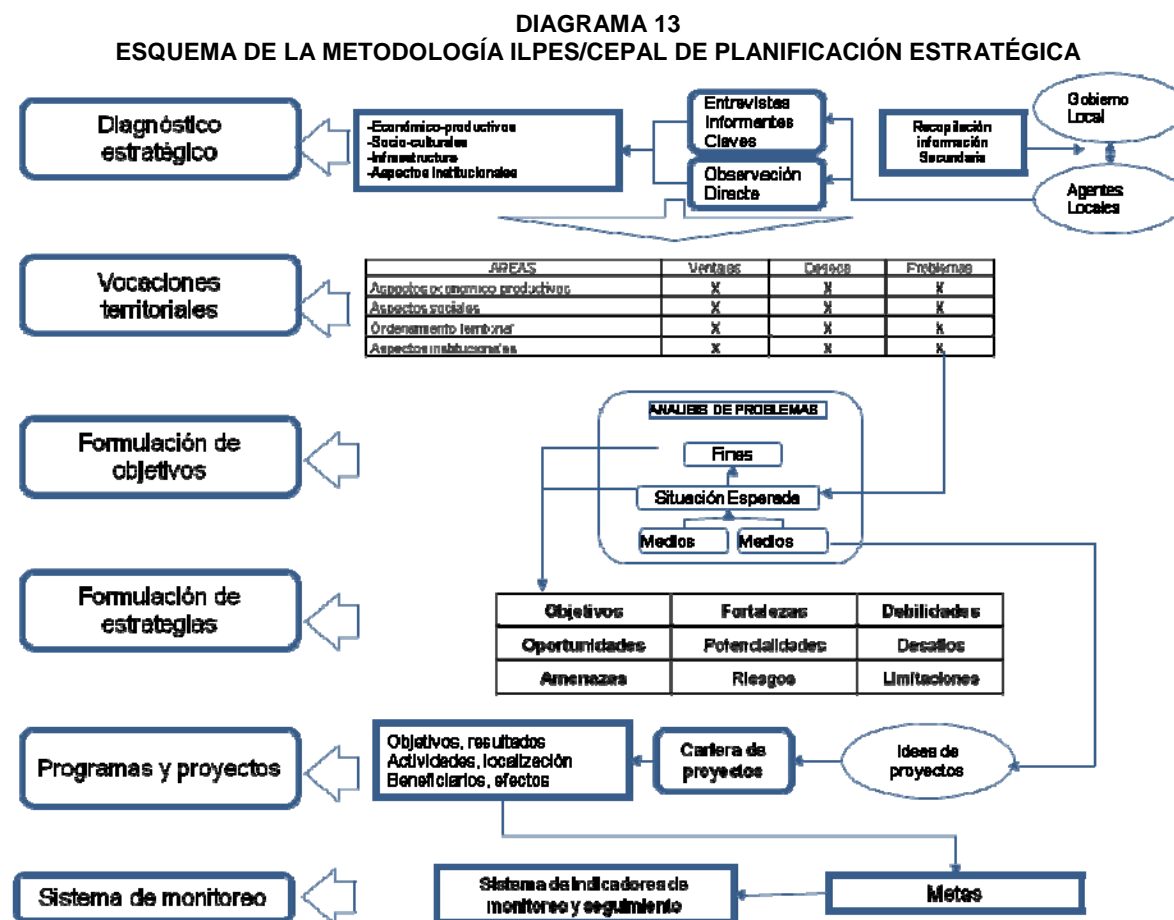 DIAGRAMA 13
ESQUEMA DE LA METODOLOGÍA ILPES/CEPAL DE PLANIFICACIÓN ESTRATÉGICA
Diagnóstico
estratégico
-Económico-productivos
-Socio-culturales
-Infraestructura
-Aspectos Institucionales
Entrevistas
Informantes
Claves
Observación
Directa
Recopilación
información
Secundaria
Gobierno
Local
Agentes
Locales
Vocaciones
territoriales
AREAS Ventajas Deseos Problemas
Aspectos económico productivos X X X
Aspectos sociales X X X
Ordenamiento territorial X X X
Aspectos institucionales X X X
Formulación de
objetivos
ANALISIS DE PROBLEMAS
Fines
Situación Esperada
Medios Medios
Formulación de
estrategias
Objetivos Fortalezas Debilidades
Oportunidades Potencialidades Desafíos
Amenazas Riesgos Limitaciones
Programas y proyectos
Objetivos, resultados
Actividades, localización
Beneficiarios, efectos
Cartera de
proyectos
Ideas de
proyectos
Sistema de monitoreo
Sistema de indicadores de
monitoreo y seguimiento
Metas